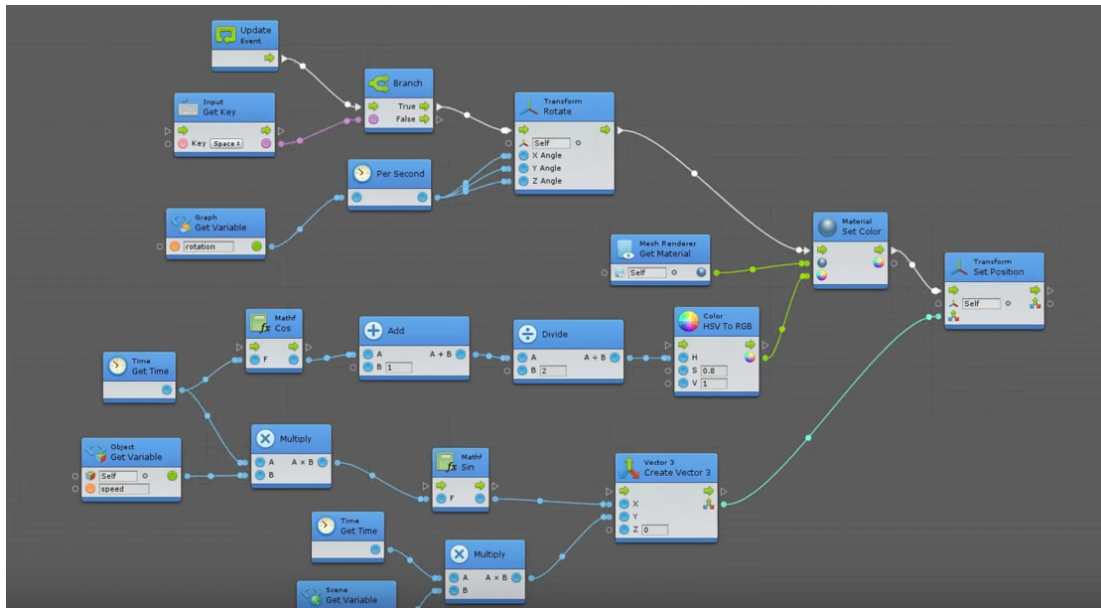 Update
Event
Branch
True
False
Input
Get Key
Key Space
Transform
Rotate
Self
X Angle
Y Angle
Z Angle
Per Second
Graph
Get Variable
rotation
Mesh Renderer
Get Material
Self
Material
Set Color
Transform
Set Position
Self
Mathf
fx Cos
F
Add
A A + B
B 1
Divide
A A ÷ B
B 2
Color
HSV To RGB
H
S 0.8
V 1
Time
Get Time
Object
Get Variable
Self
speed
Multiply
A A × B
B
Mathf
fx Sin
F
Vector 3
Create Vector 3
X
Y
Z 0
Time
Get Time
Multiply
A A × B
B
Scene
Get Variable